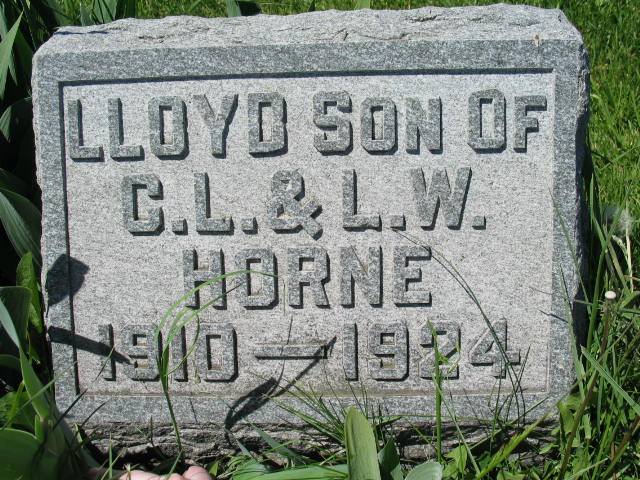 LLOYD SON OF
C.L. & L.W.
HORNE
1910 — 1924